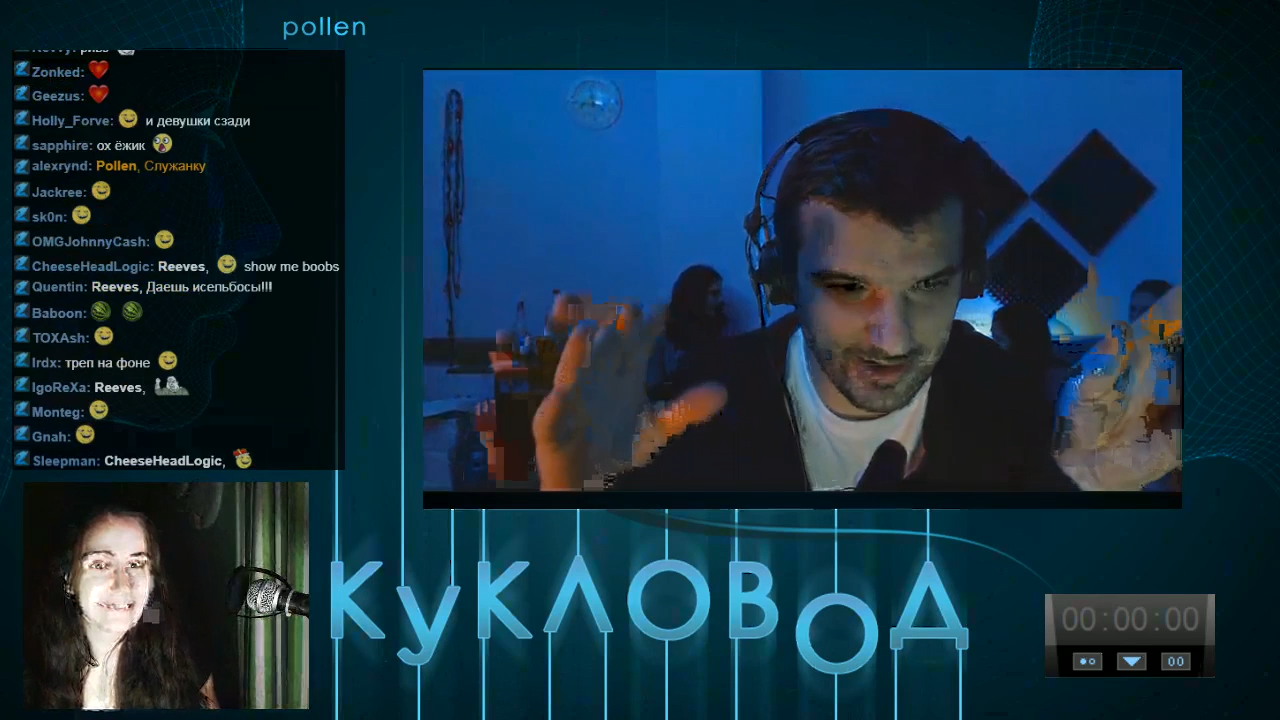 pollen
Zonked:
Geezus:
Holly_Forve: и девушки сзади
sapphire: ох ёжик
alexrynd: Pollen, Служанку
Jackree:
sk0n:
OMGJohnnyCash:
CheeseHeadLogic: Reeves, show me boobs
Quentin: Reeves, Даешь исельбосы!!!
Baboon:
TOXAsh:
Irdx: треп на фоне
IgoReXa: Reeves,
Monteg:
Gnah:
Sleepman: CheeseHeadLogic,
КуКЛОВОД
00:00:00
00